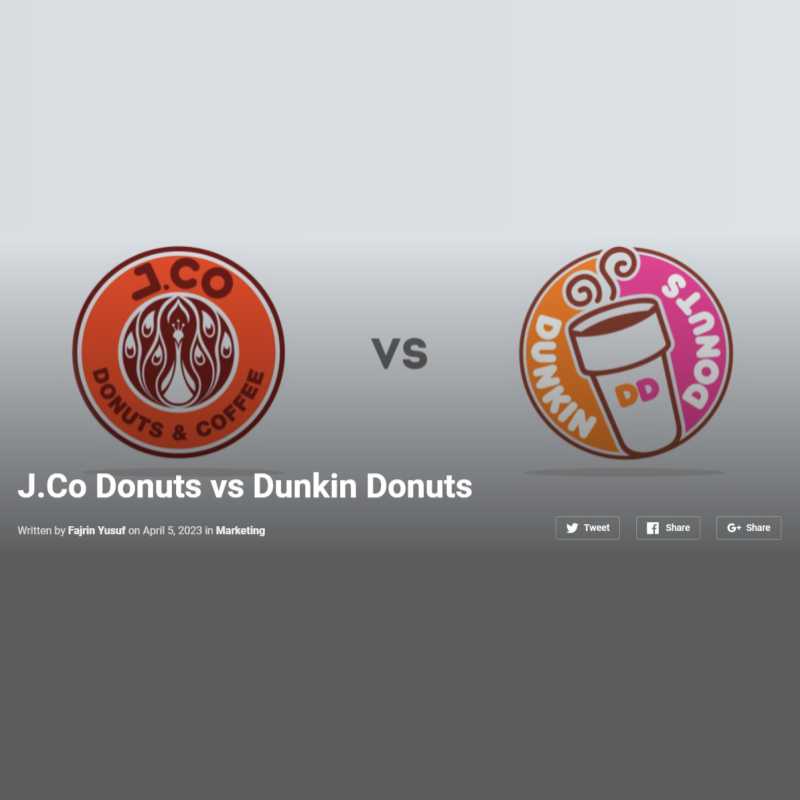 J.CO
DONUTS & COFFEE
VS
DUNKIN
DONUTS
DD
J.Co Donuts vs Dunkin Donuts
Written by Fajrin Yusuf on April 5, 2023 in Marketing
Tweet
Share
G+ Share